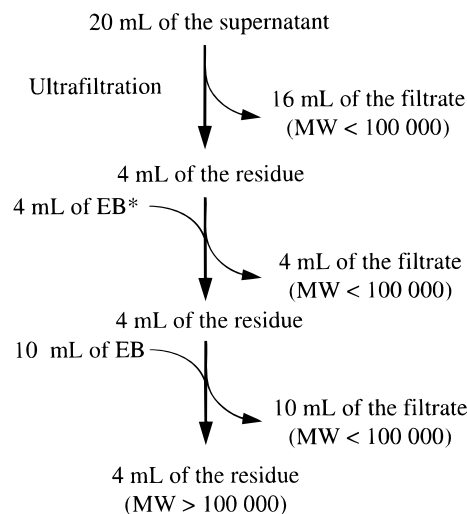 20 mL of the supernatant
Ultrafiltration
16 mL of the filtrate
(MW < 100 000)
4 mL of the residue
4 mL of EB*
4 mL of the filtrate
(MW < 100 000)
4 mL of the residue
10 mL of EB
10 mL of the filtrate
(MW < 100 000)
4 mL of the residue
(MW > 100 000)